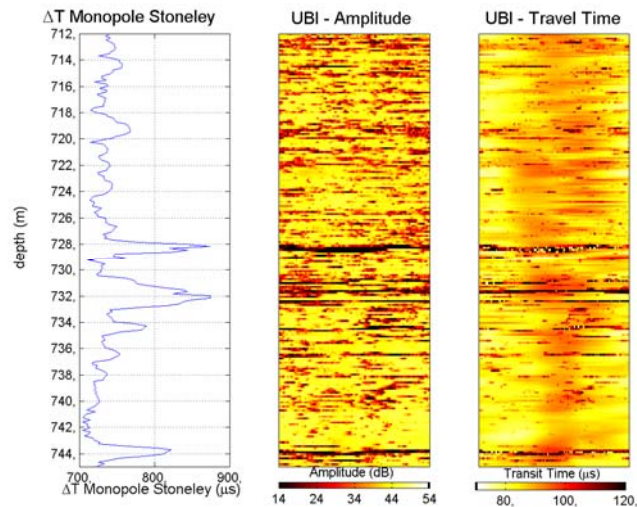 ΔT Monopole Stoneley
UBI - Amplitude
UBI - Travel Time
depth (m)
712,
714,
716,
718,
720,
722,
724,
726,
728,
730,
732,
734,
736,
738,
740,
742,
744,
700
800
900,
ΔT Monopole Stoneley (μs)
Amplitude (dB)
14 24 34 44 54
Transit Time (μs)
80, 100, 120,